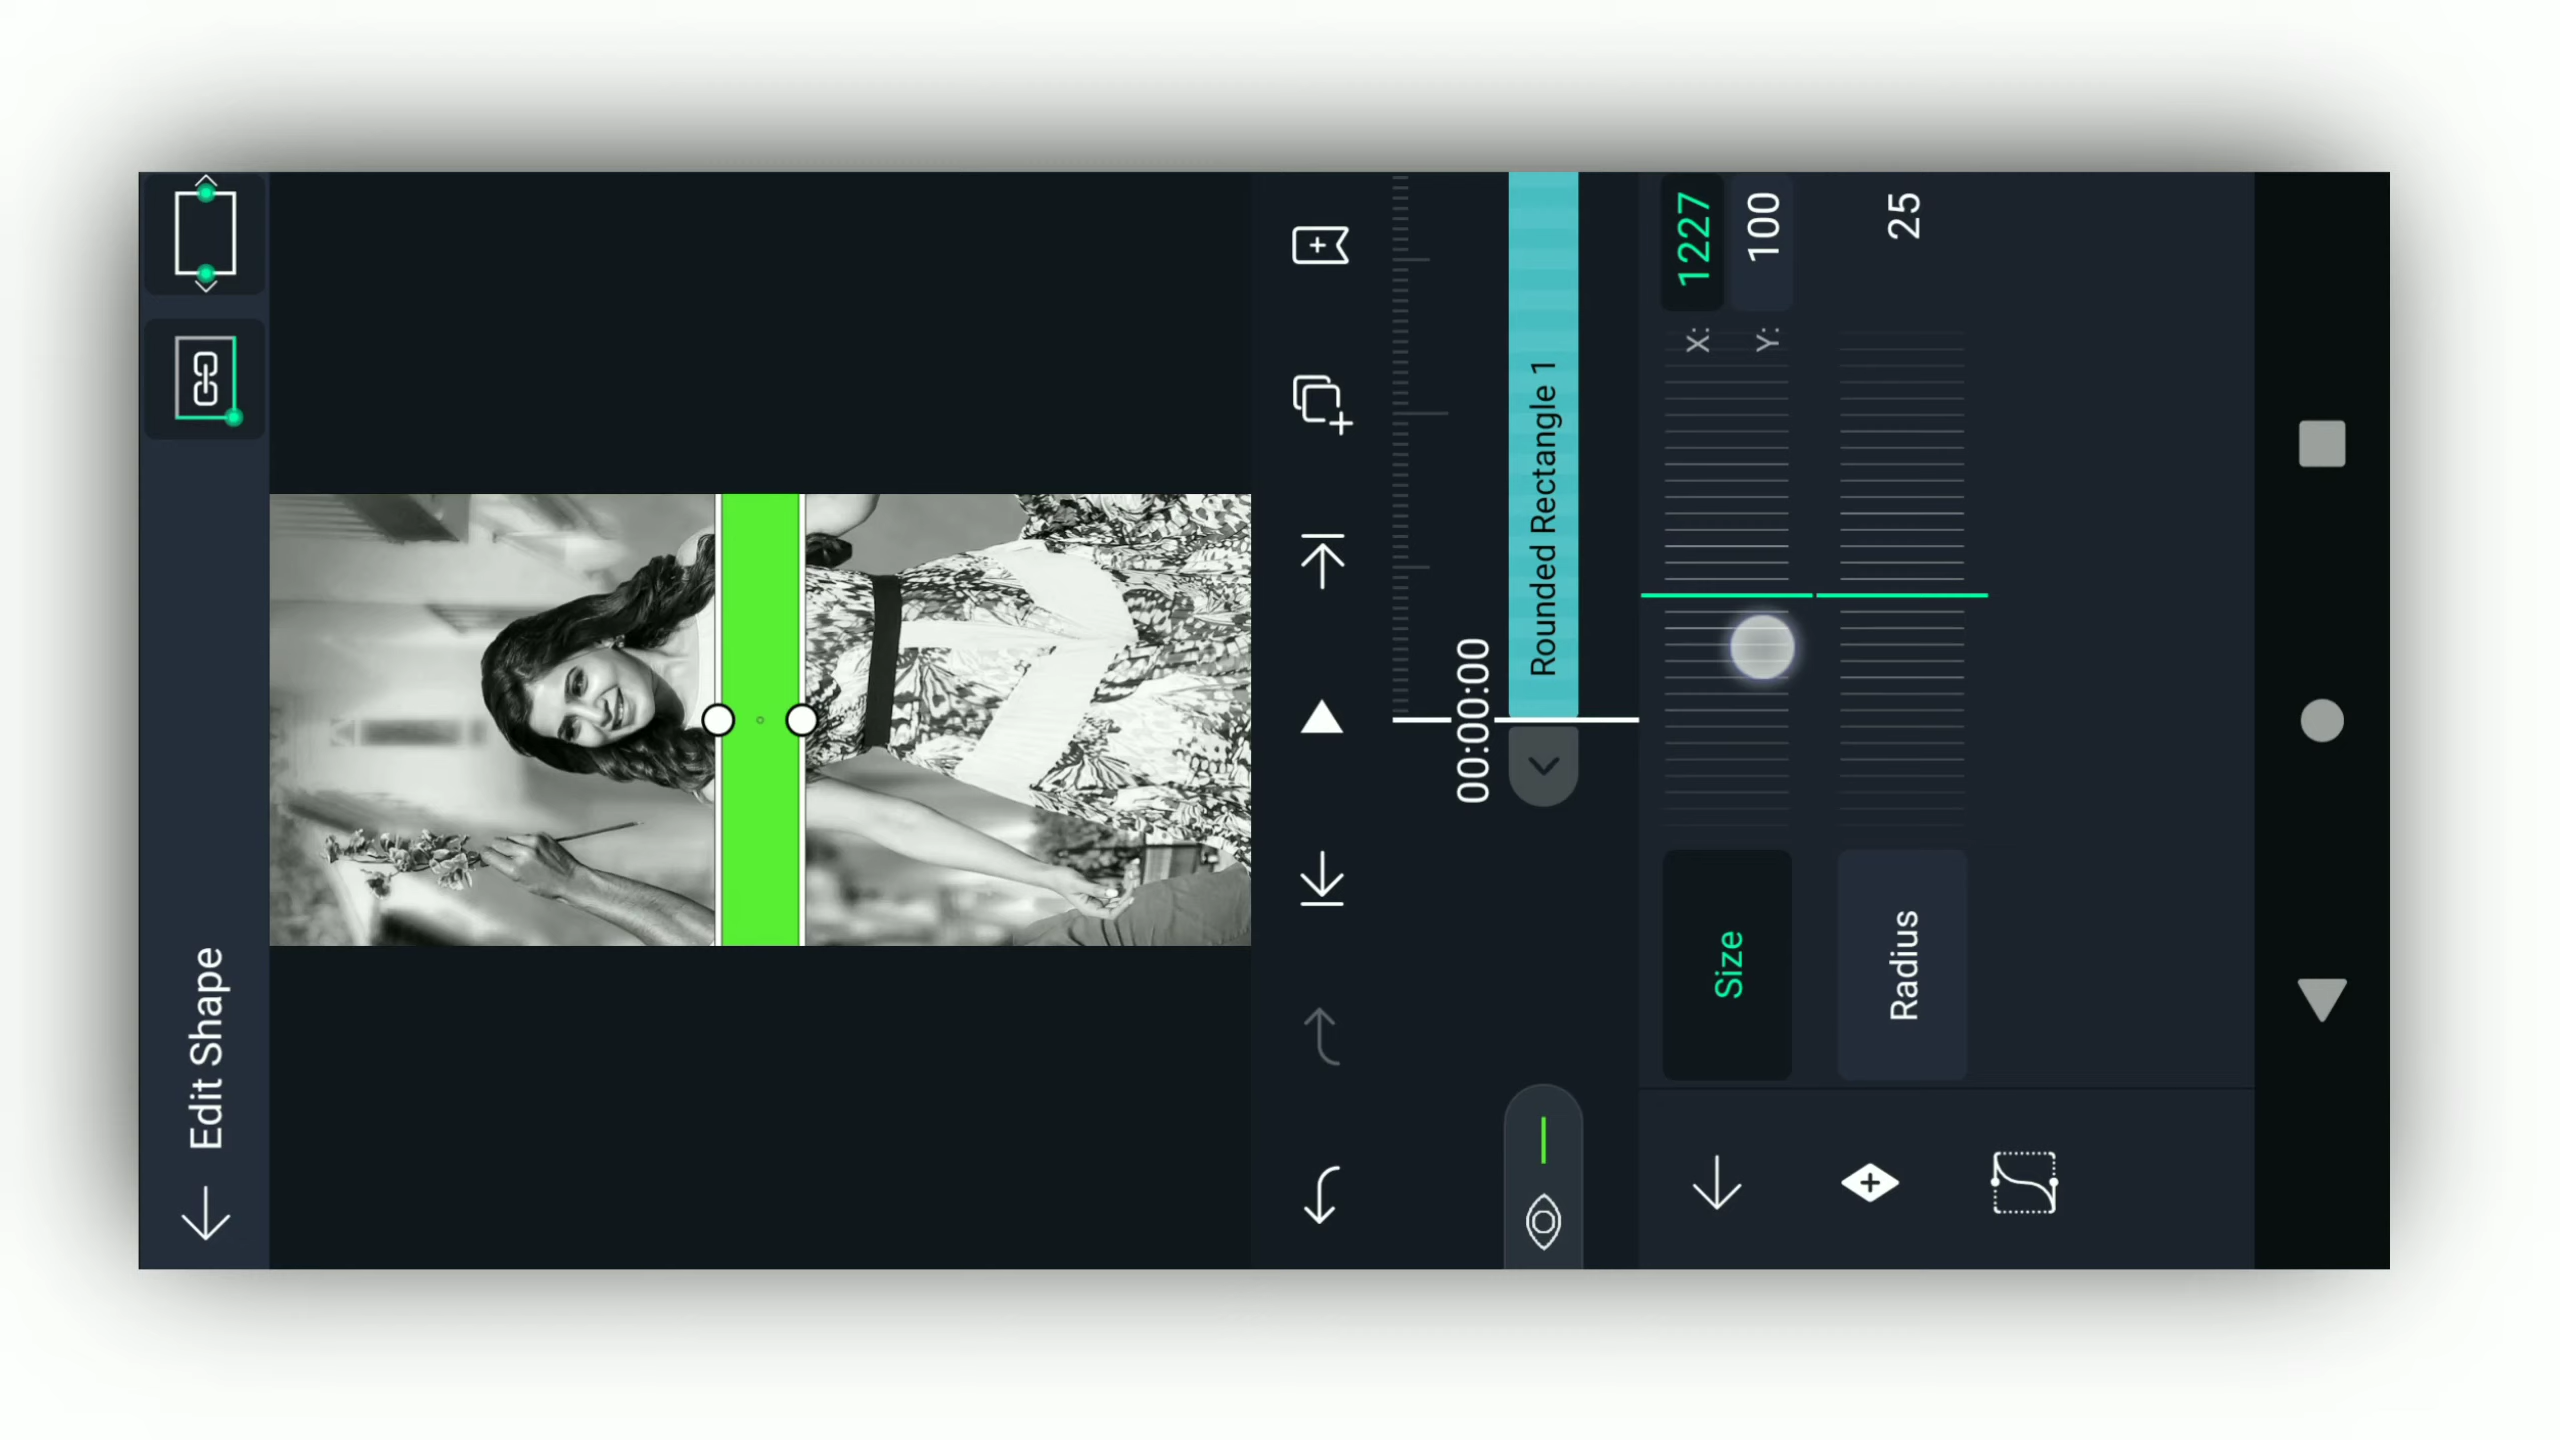 Edit Shape
00:00:00
Rounded Rectangle 1
Size
X: 1227
Y: 100
Radius
25